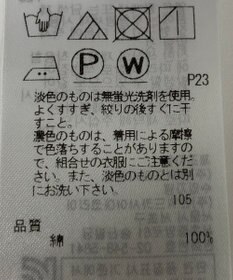 P W
P23
淡色のものは無蛍光洗剤を使用。
よくすすぎ、絞りの後すぐに干
すこと。
濃色のものは、着用による摩擦
で色落ちすることがありますの
で、組合せの衣服にご注意くだ
さい。また、淡色のものとは別
にお洗い下さい。
105
品質
綿 100%